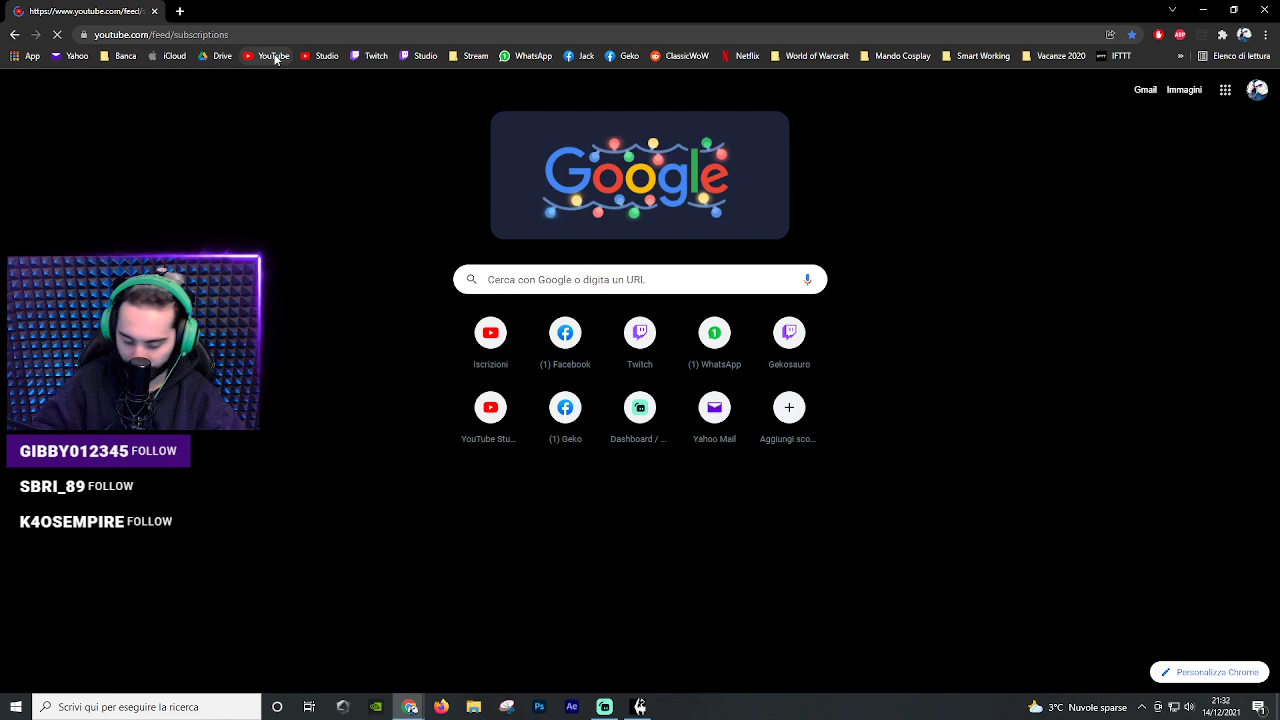 https://www.youtube.com/feed/s
youtube.com/feed/subscriptions
App Yahoo Banca iCloud Drive YouTube Studio Twitch Studio Stream WhatsApp Jack Geko ClassicWoW Netflix World of Warcraft Mando Cosplay Smart Working Vacanze 2020 IFTTT » Elenco di lettura
Gmail Immagini
Google
Cerca con Google o digita un URL
Iscrizioni (1) Facebook Twitch (1) WhatsApp Gekosauro
YouTube Stu... (1) Geko Dashboard / ... Yahoo Mail Aggiungi sco...
GIBBY012345 FOLLOW
SBRI_89 FOLLOW
K4OSEMPIRE FOLLOW
Personalizza Chrome
Scrivi qui per eseguire la ricerca
3°C Nuvole sparse
21:32
14/12/2021